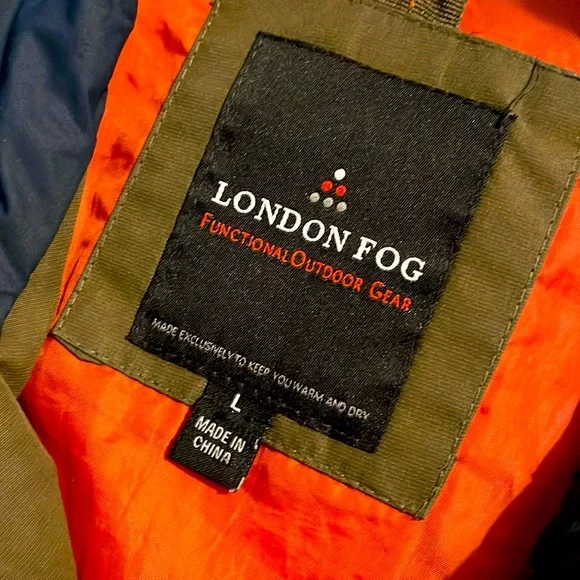 LONDON FOG
FUNCTIONAL OUTDOOR GEAR
MADE EXCLUSIVELY TO KEEP YOU WARM AND DRY
L
MADE IN
CHINA